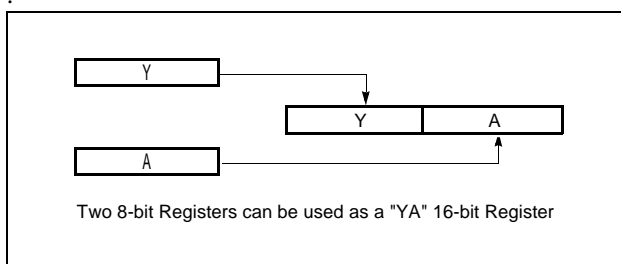 .
Y
Y A
A
Two 8-bit Registers can be used as a "YA" 16-bit Register